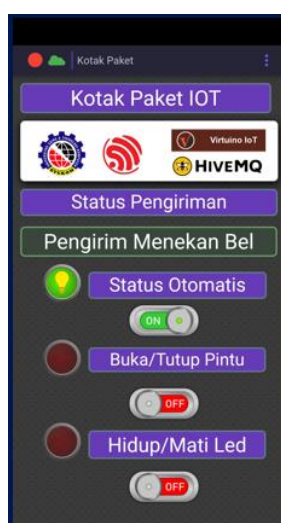 Kotak Paket
Kotak Paket IOT
Virtuino IoT
HIVEMQ
Status Pengiriman
Pengirim Menekan Bel
Status Otomatis
ON
Buka/Tutup Pintu
OFF
Hidup/Mati Led
OFF